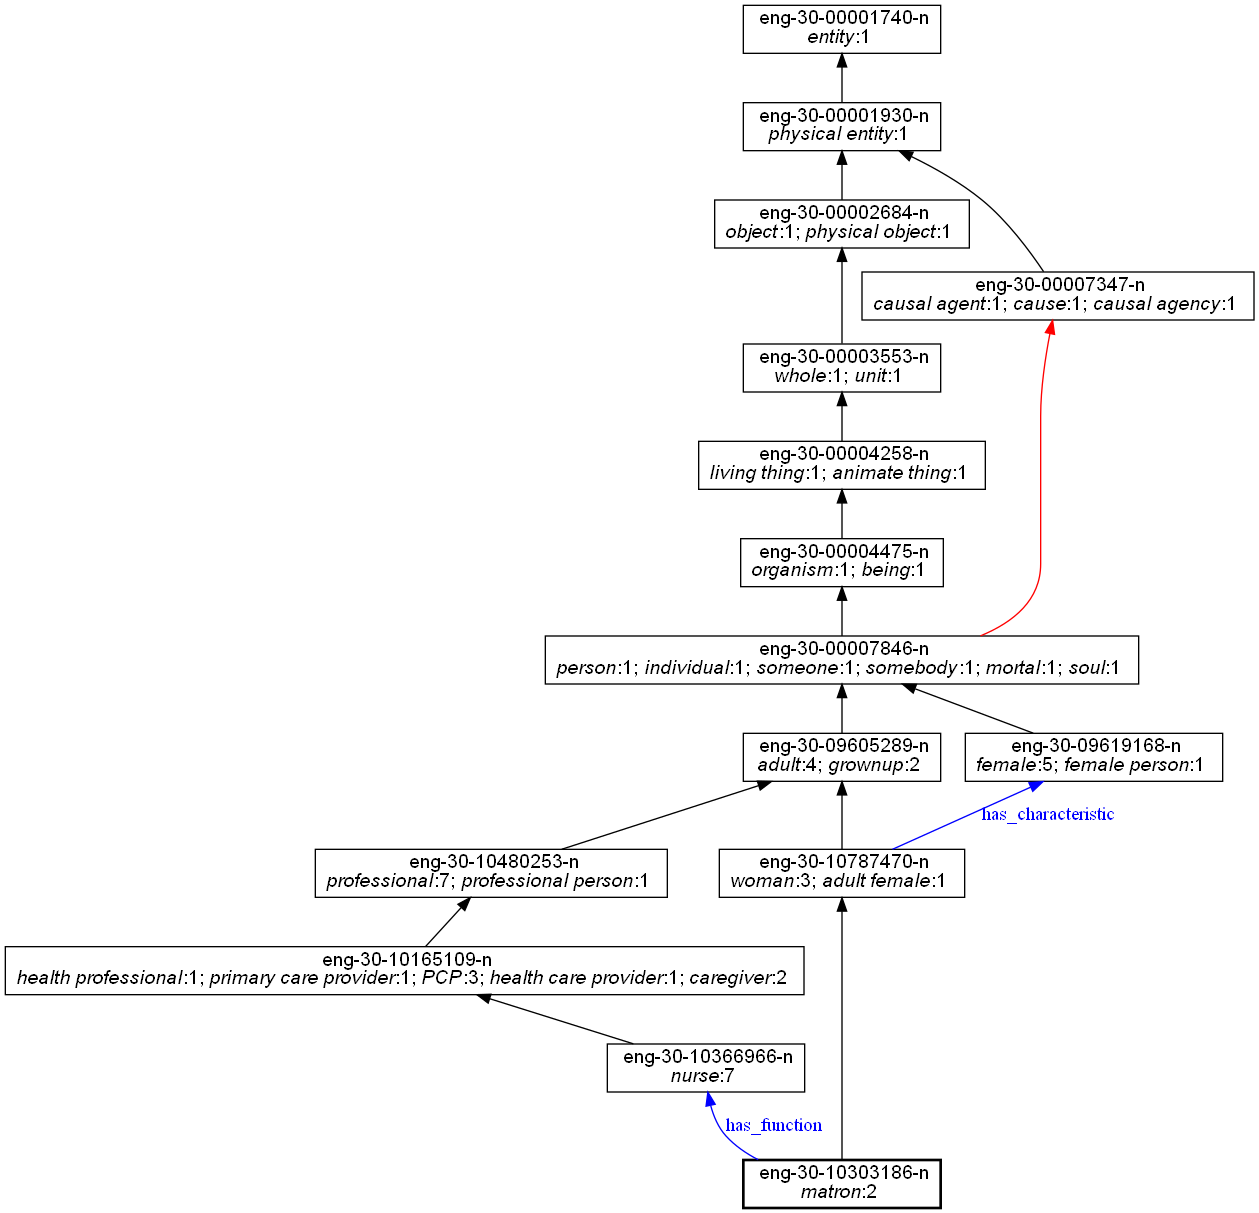 eng-30-00001740-n
entity:1
eng-30-00001930-n
physical entity:1
eng-30-00002684-n
object:1; physical object:1
eng-30-00007347-n
causal agent:1; cause:1; causal agency:1
eng-30-00003553-n
whole:1; unit:1
eng-30-00004258-n
living thing:1; animate thing:1
eng-30-00004475-n
organism:1; being:1
eng-30-00007846-n
person:1; individual:1; someone:1; somebody:1; mortal:1; soul:1
eng-30-09605289-n
adult:4; grownup:2
eng-30-09619168-n
female:5; female person:1
has_characteristic
eng-30-10480253-n
professional:7; professional person:1
eng-30-10787470-n
woman:3; adult female:1
eng-30-10165109-n
health professional:1; primary care provider:1; PCP:3; health care provider:1; caregiver:2
eng-30-10366966-n
nurse:7
has_function
eng-30-10303186-n
matron:2